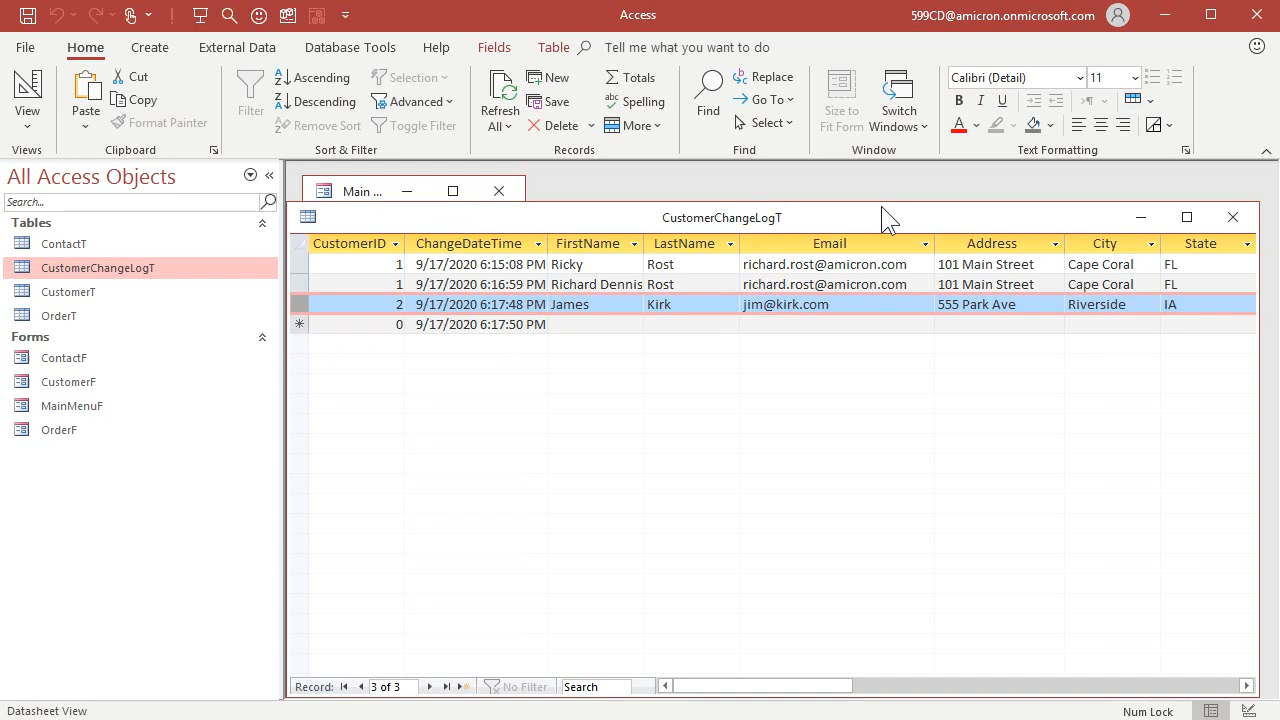 Access
599CD@amicron.onmicrosoft.com
File Home Create External Data Database Tools Help Fields Table Tell me what you want to do
View
Views
Paste
Cut
Copy
Format Painter
Clipboard
Filter
Ascending
Descending
Remove Sort
Selection
Advanced
Toggle Filter
Sort & Filter
Refresh All
New
Save
Delete
Totals
Spelling
More
Records
Find
Replace
Go To
Select
Find
Size to Fit Form
Switch Windows
Window
Calibri (Detail) 11
B I U
A
Text Formatting
All Access Objects
Search...
Tables
ContactT
CustomerChangeLogT
CustomerT
OrderT
Forms
ContactF
CustomerF
MainMenuF
OrderF
Main ...
CustomerChangeLogT
CustomerID ChangeDateTime FirstName LastName Email Address City State
1 9/17/2020 6:15:08 PM Ricky Rost richard.rost@amicron.com 101 Main Street Cape Coral FL
1 9/17/2020 6:16:59 PM Richard Dennis Rost richard.rost@amicron.com 101 Main Street Cape Coral FL
2 9/17/2020 6:17:48 PM James Kirk jim@kirk.com 555 Park Ave Riverside IA
0 9/17/2020 6:17:50 PM
Record: 3 of 3 No Filter Search
Datasheet View Num Lock